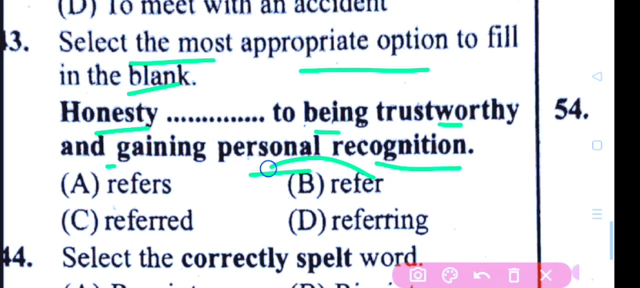 (D) To meet with an accident
3. Select the most appropriate option to fill
in the blank.
Honesty .............. to being trustworthy
and gaining personal recognition.
54.
(A) refers (B) refer
(C) referred (D) referring
44. Select the correctly spelt word.